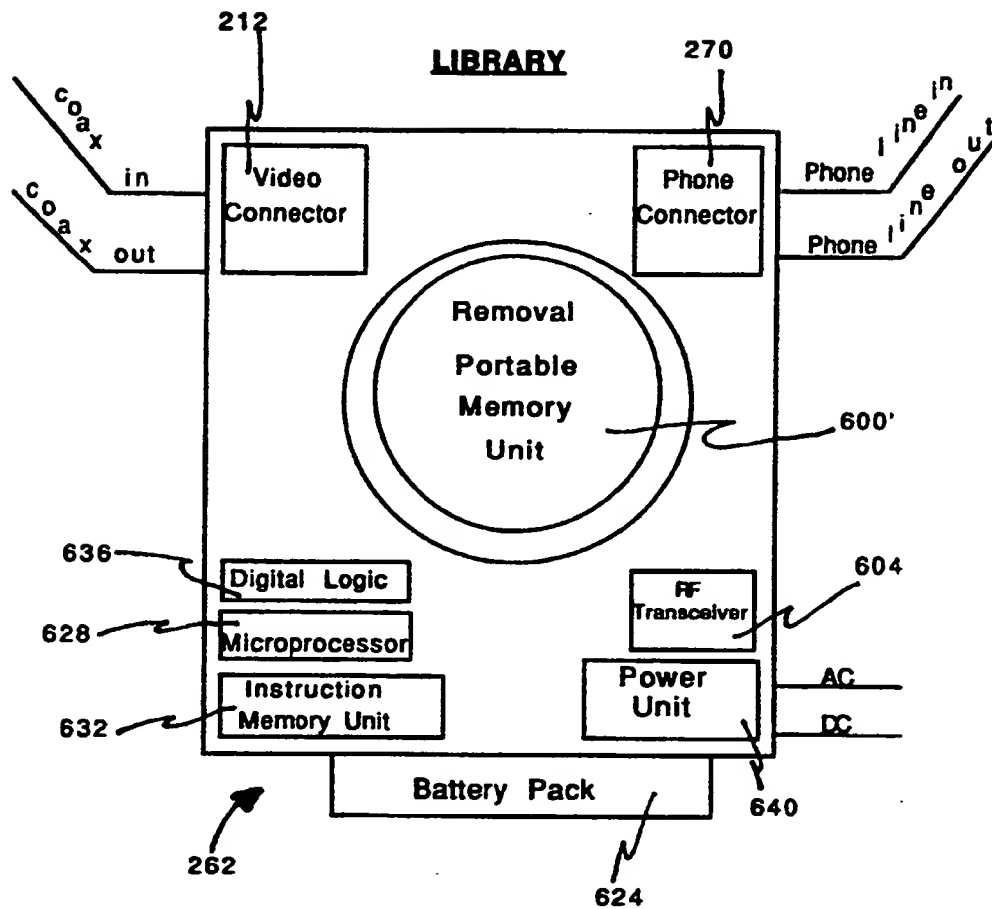 212
LIBRARY
270
coax in
coax out
Video
Connector
Phone
Connector
Phone line in
Phone line out
Removal
Portable
Memory
Unit
600'
636
Digital Logic
628
Microprocessor
632
Instruction
Memory Unit
RF
Transceiver
604
Power
Unit
AC
DC
640
Battery Pack
262
624